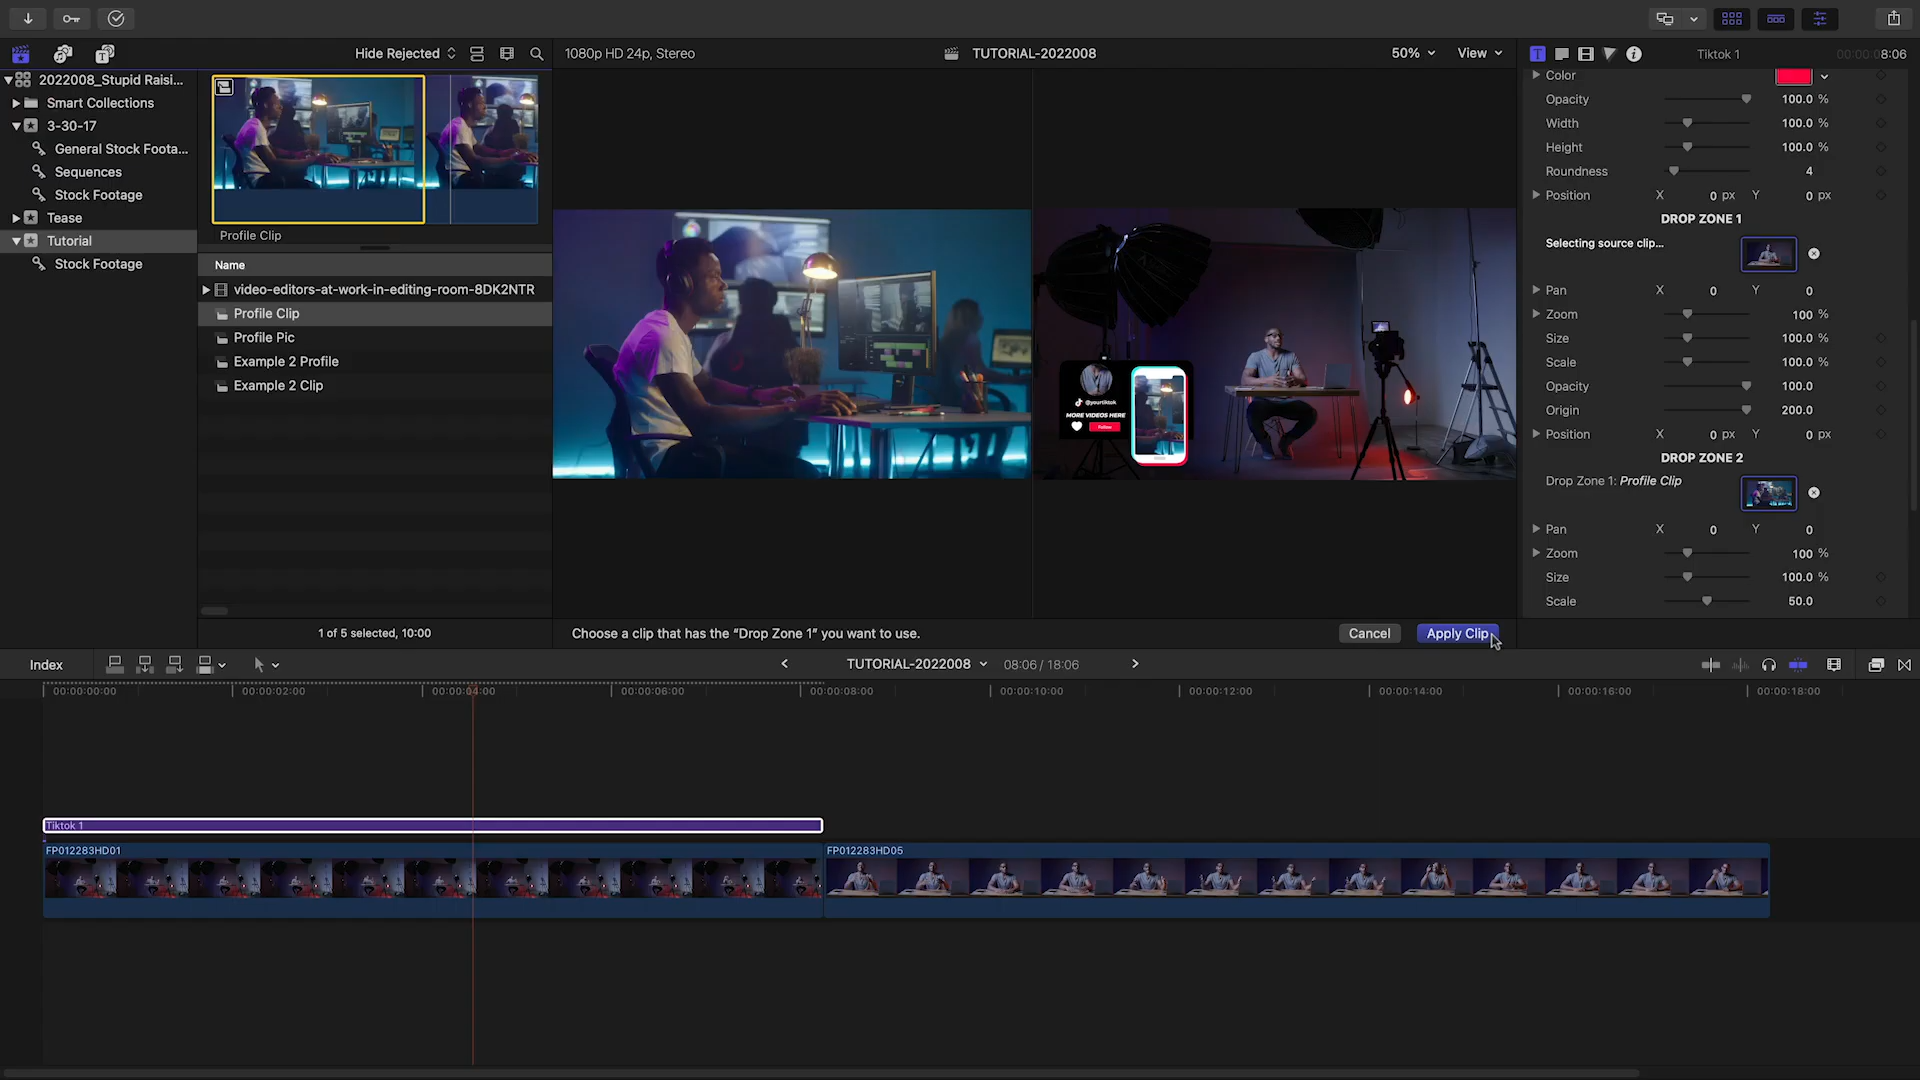 Hide Rejected
1080p HD 24p, Stereo
TUTORIAL-2022008
50%
View
Tiktok 1
00:00:08:06
2022008_Stupid Raisi...
Smart Collections
3-30-17
General Stock Foota...
Sequences
Stock Footage
Tease
Tutorial
Stock Footage
Profile Clip
Name
video-editors-at-work-in-editing-room-8DK2NTR
Profile Clip
Profile Pic
Example 2 Profile
Example 2 Clip
1 of 5 selected, 10:00
@yourtiktok
MORE VIDEOS HERE
Follow
Color
Opacity 100.0 %
Width 100.0 %
Height 100.0 %
Roundness 4
Position X 0 px Y 0 px
DROP ZONE 1
Selecting source clip...
Pan X 0 Y 0
Zoom 100 %
Size 100.0 %
Scale 100.0 %
Opacity 100.0
Origin 200.0
Position X 0 px Y 0 px
DROP ZONE 2
Drop Zone 1: Profile Clip
Pan X 0 Y 0
Zoom 100 %
Size 100.0 %
Scale 50.0
Choose a clip that has the “Drop Zone 1” you want to use.
Cancel
Apply Clip
Index
TUTORIAL-2022008
08:06 / 18:06
00:00:00:00
00:00:02:00
00:00:04:00
00:00:06:00
00:00:08:00
00:00:10:00
00:00:12:00
00:00:14:00
00:00:16:00
00:00:18:00
Tiktok 1
FP012283HD01
FP012283HD05